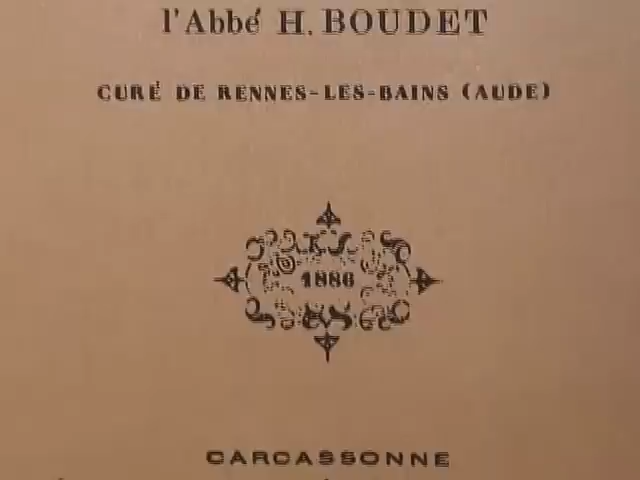 l'Abbé H. BOUDET
CURÉ DE RENNES-LES-BAINS (AUDE)
1886
CARCASSONNE